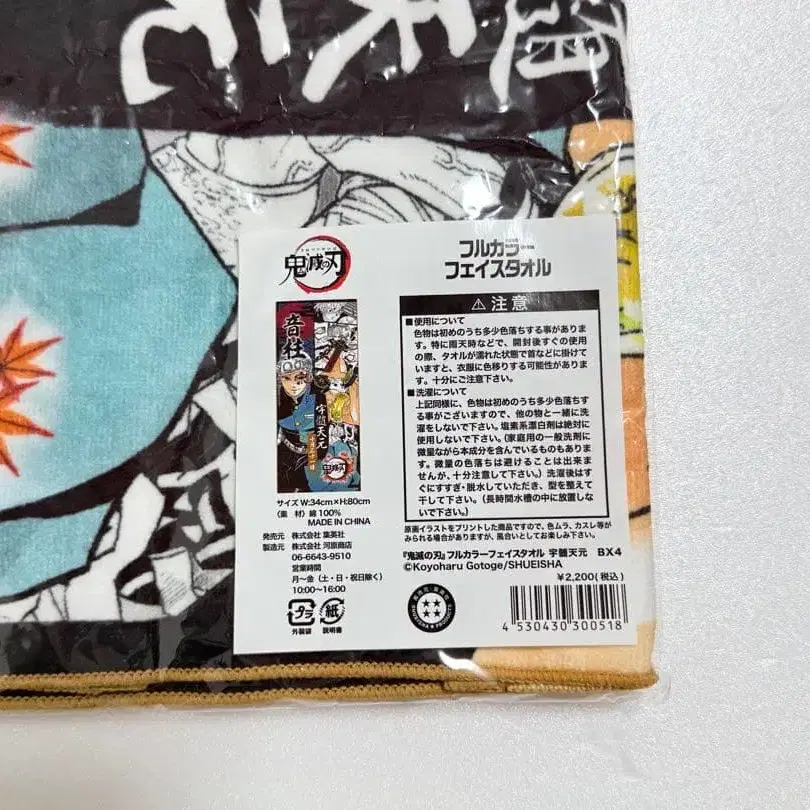 髄
天
元
鬼滅の刃
音柱
宇髄天元
鬼滅の刃
サイズ W:34cm×H:80cm
(素 材) 綿100%
MADE IN CHINA
発売元 株式会社 集英社
製造元 株式会社 河原商店
06-6643-9510
営業時間
月〜金(土・日・祝日除く)
10:00〜16:00
プラ
外装袋
紙
説明書
フルカラー
フェイスタオル
⚠注意
■使用について
色物は初めのうち多少色落ちする事がありま
す。特に雨天時などで、開封後すぐの使用
の際、タオルが濡れた状態で首などに掛けて
いますと、衣服に色移りする可能性がありま
す。十分にご注意下さい。
■洗濯について
上記同様に、色物は初めのうち多少色落ちす
る事がございますので、他の物と一緒に洗
濯をしないで下さい。塩素系漂白剤は絶対に
使用しないで下さい。(家庭用の一般洗剤に
微量ながら本成分を含んでいるものもありま
す。微量の色落ちは避けることは出来ま
せんが、十分注意して下さい。)洗濯後はす
ぐにすすぎ・脱水していただき、型を整えて
干して下さい。(長時間水槽の中に放置しな
いで下さい。)
原画イラストをプリントした商品ですので、色ムラ、カスレ等が
みられる場合がありますが、風合いとしてお楽しみ下さい。
『鬼滅の刃』フルカラーフェイスタオル 宇髄天元 BX4
©Koyoharu Gotoge/SHUEISHA
¥2,200(税込)
4 530430 300518